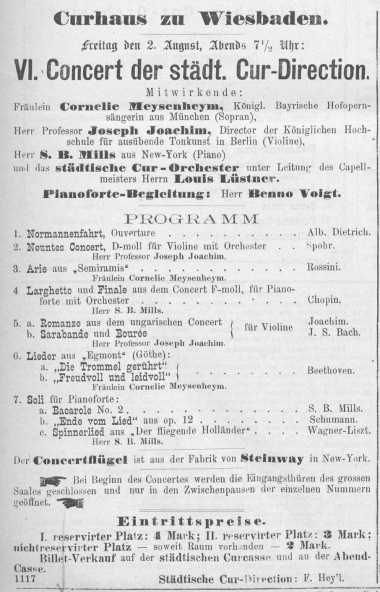 Curhaus zu Wiesbaden.
Freitag den 2. August, Abends 7 1/2 Uhr:
VI. Concert der städt. Cur-Direction.
Mitwirkende:
Fräulein Cornelie Meysenheym, Königl. Bayrische Hofopern-
sängerin aus München (Sopran),
Herr Professor Joseph Joachim, Director der Königlichen Hoch-
schule für ausübende Tonkunst in Berlin (Violine),
Herr S. B. Mills aus New-York (Piano)
und das städtische Cur-Orchester unter Leitung des Capell-
meisters Herrn Louis Lüstner.
Pianoforte-Begleitung: Herr Benno Voigt.
PROGRAMM
1. Normannenfahrt, Ouverture . . . . . . Alb. Dietrich.
2. Neuntes Concert, D-moll für Violine mit Orchester . . Spohr.
Herr Professor Joseph Joachim.
3. Arie aus „Semiramis" . . . . . . . Rossini.
Fräulein Cornelie Meysenheym.
4 Larghetto und Finale aus dem Concert F-moll, für Piano-
forte mit Orchester . . . . . . . Chopin.
Herr S. B. Mills.
5. a. Romanze aus dem ungarischen Concert } für Violine Joachim.
b. Sarabande und Bourée J. S. Bach.
Herr Professor Joseph Joachim.
6. Lieder aus „Egmont" (Göthe):
a. „Die Trommel gerührt"
b. „Freudvoll und leidvoll" } . . . . . Beethoven.
Fräulein Cornelie Meysenheym.
7. Soli für Pianoforte:
a. Bacarole No. 2 . . . . . . . S. B. Mills.
b. „Ende vom Lied" aus op. 12 . . . . . Schumann.
c. Spinnerlied aus „Der fliegende Holländer" . . . Wagner-Liszt.
Herr S. B. Mills.
Der Concertflügel ist aus der Fabrik von Steinway in New-York.
Bei Beginn des Concertes werden die Eingangsthüren des grossen
Saales geschlossen und nur in den Zwischenpausen der einzelnen Nummern
geöffnet.
Eintrittspreise.
I. reservirter Platz: 4 Mark; II. reservirter Platz: 3 Mark;
nichtreservirter Platz — soweit Raum vorhanden — 2 Mark.
Billet-Verkauf auf der städtischen Curcasse und an der Abend-
Casse.
1117 Städtische Cur-Direction: F. Hey'l.